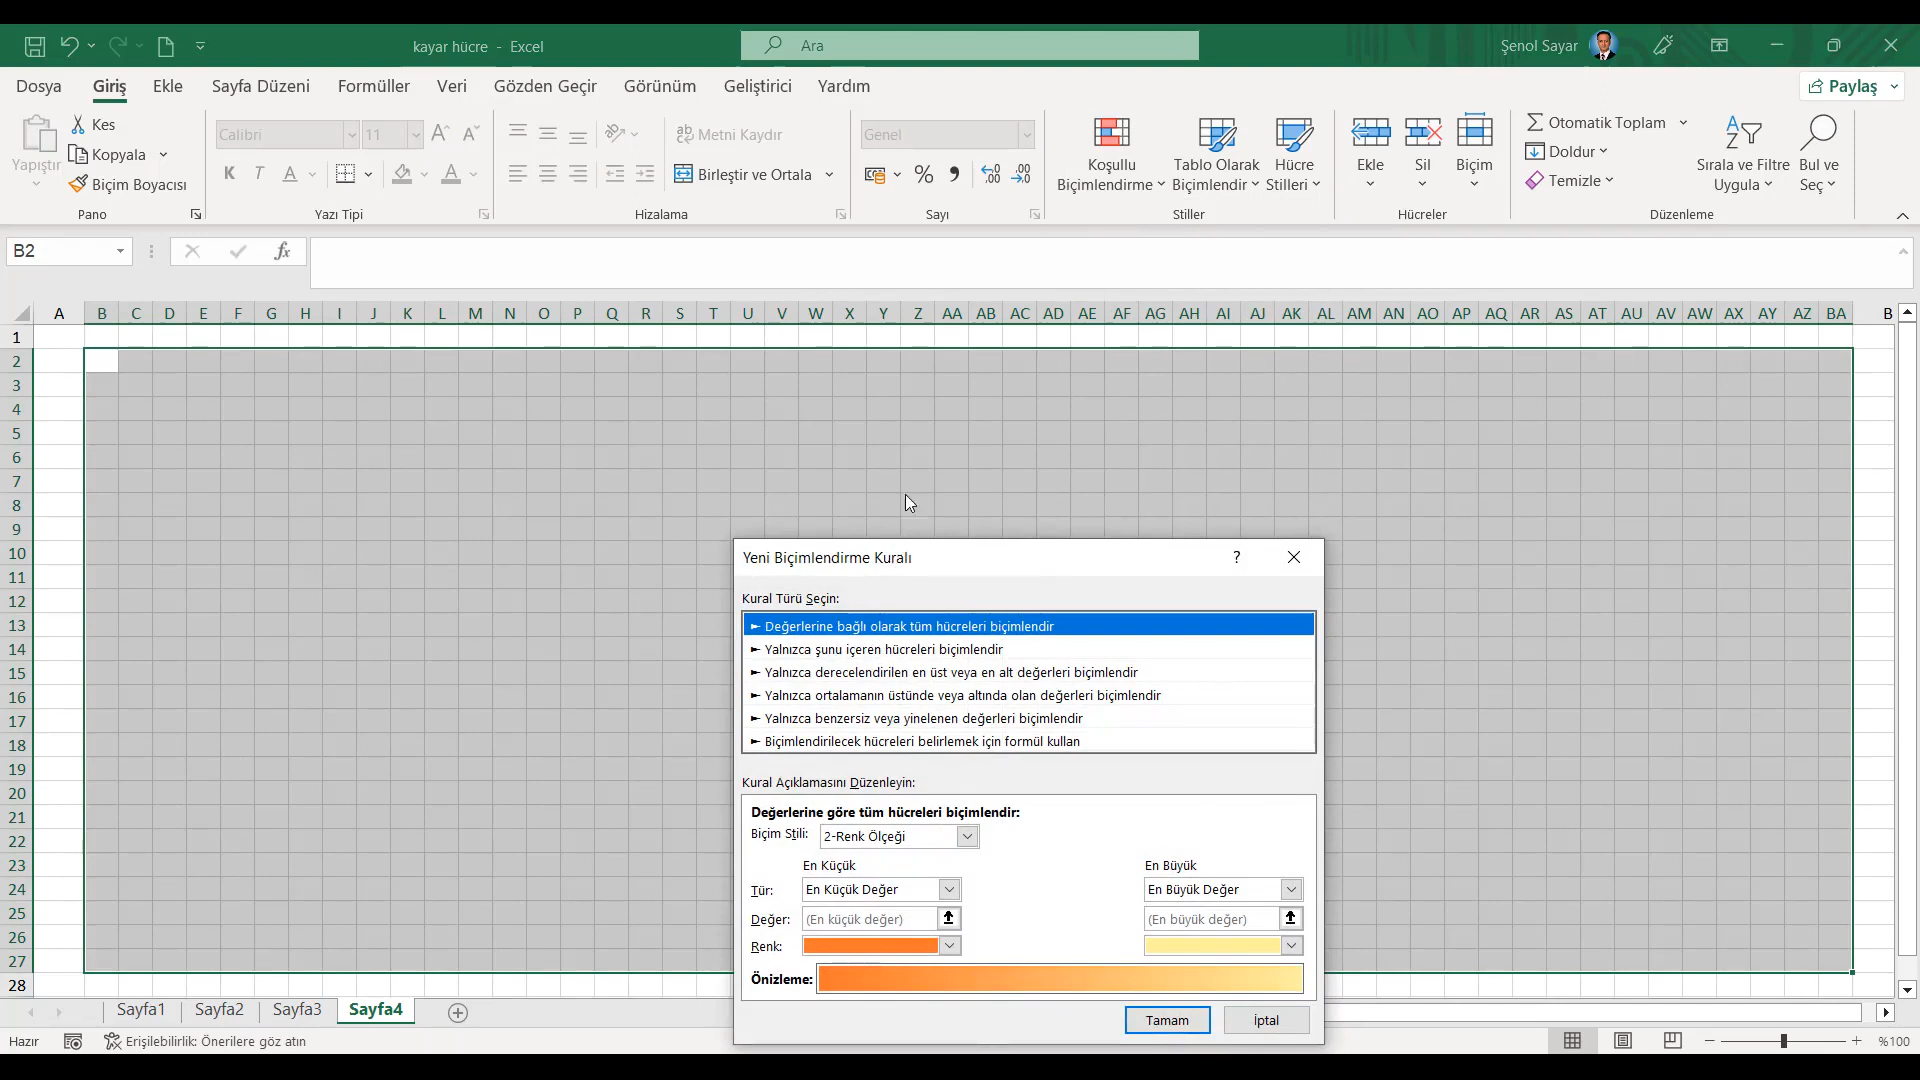 kayar hücre - Excel
Ara
Şenol Sayar
Dosya Giriş Ekle Sayfa Düzeni Formüller Veri Gözden Geçir Görünüm Geliştirici Yardım
Paylaş
Yapıştır
Kes
Kopyala
Biçim Boyacısı
Pano
Calibri 11
K T A A
Yazı Tipi
ab Metni Kaydır
Birleştir ve Ortala
Hizalama
Genel
Sayı
Koşullu Biçimlendirme
Tablo Olarak Biçimlendir
Hücre Stilleri
Stiller
Ekle Sil Biçim
Hücreler
Otomatik Toplam
Doldur
Temizle
Sırala ve Filtre Uygula
Bul ve Seç
Düzenleme
B2
fx
A B C D E F G H I J K L M N O P Q R S T U V W X Y Z AA AB AC AD AE AF AG AH AI AJ AK AL AM AN AO AP AQ AR AS AT AU AV AW AX AY AZ BA B
1
2
3
4
5
6
7
8
9
10
11
12
13
14
15
16
17
18
19
20
21
22
23
24
25
26
27
28
Yeni Biçimlendirme Kuralı ?
Kural Türü Seçin:
► Değerlerine bağlı olarak tüm hücreleri biçimlendir
► Yalnızca şunu içeren hücreleri biçimlendir
► Yalnızca derecelendirilen en üst veya en alt değerleri biçimlendir
► Yalnızca ortalamanın üstünde veya altında olan değerleri biçimlendir
► Yalnızca benzersiz veya yinelenen değerleri biçimlendir
► Biçimlendirilecek hücreleri belirlemek için formül kullan
Kural Açıklamasını Düzenleyin:
Değerlerine göre tüm hücreleri biçimlendir:
Biçim Stili: 2-Renk Ölçeği
En Küçük En Büyük
Tür: En Küçük Değer En Büyük Değer
Değer: (En küçük değer) (En büyük değer)
Renk:
Önizleme:
Tamam İptal
Sayfa1 Sayfa2 Sayfa3 Sayfa4
Hazır Erişilebilirlik: Önerilere göz atın %100